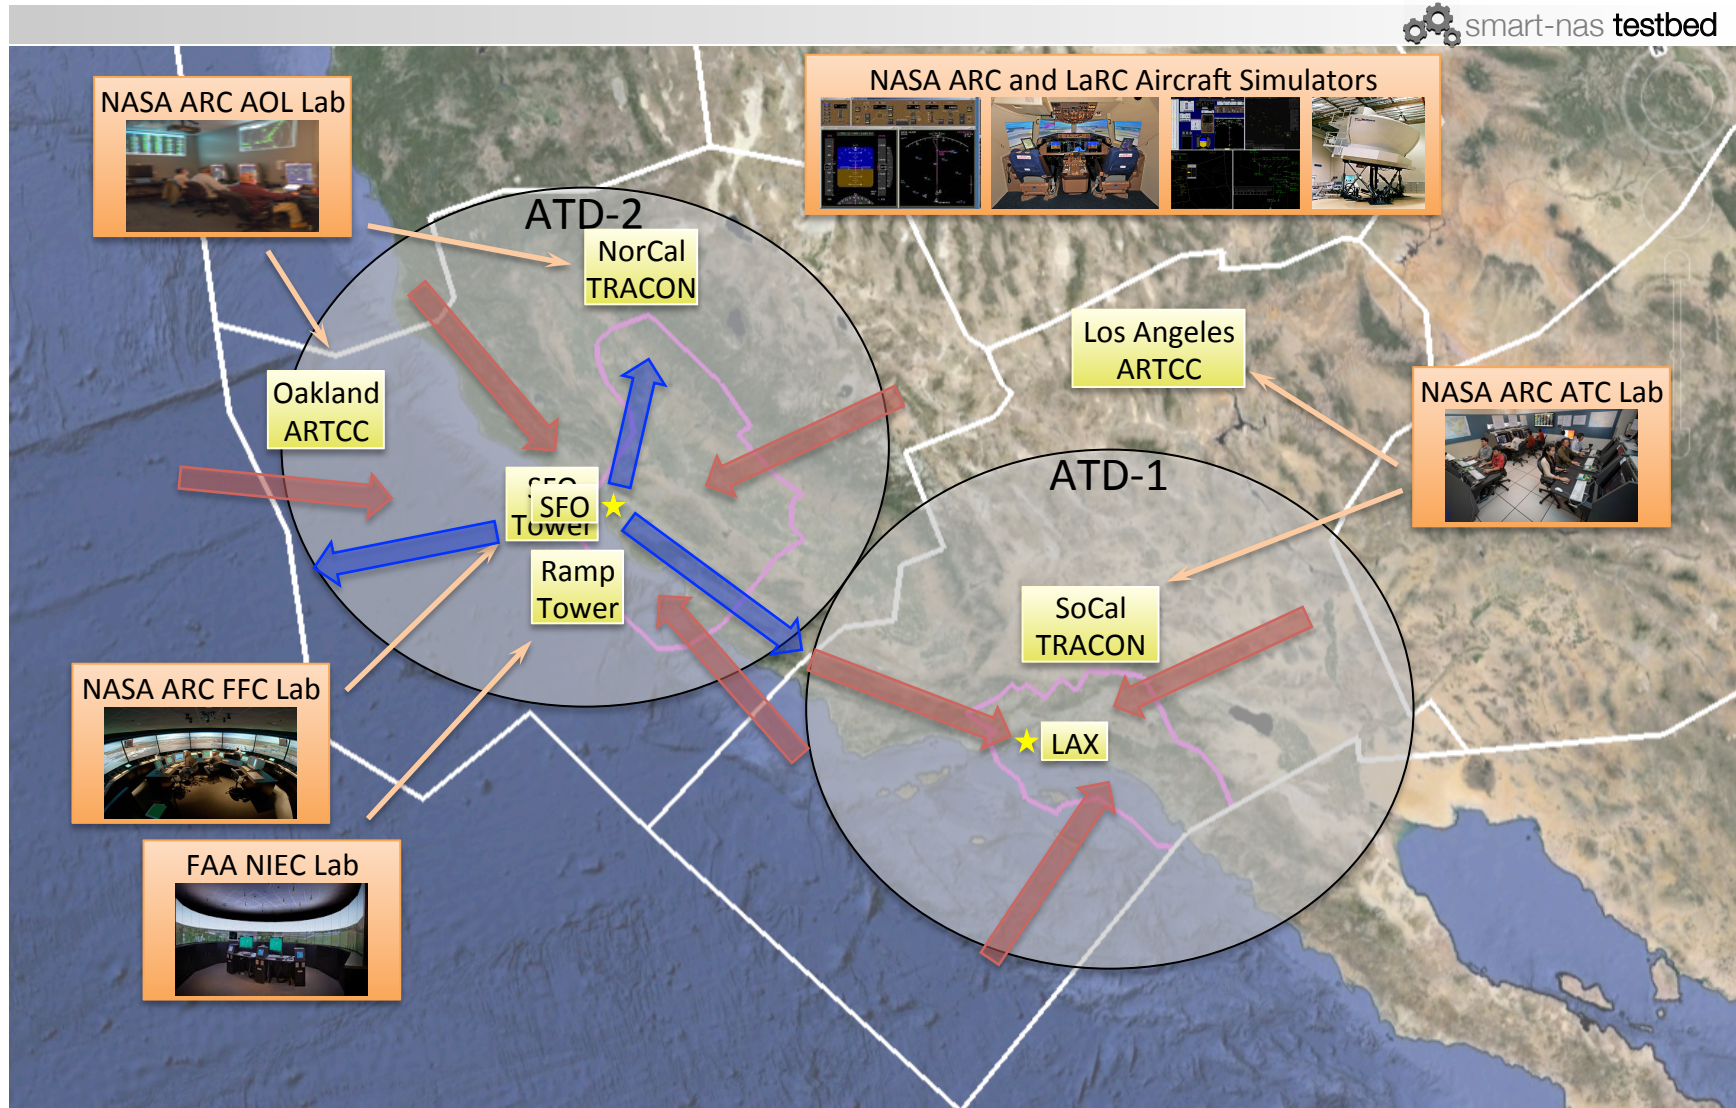 smart-nas testbed
NASA ARC AOL Lab
NASA ARC and LaRC Aircraft Simulators
ATD-2
NorCal
TRACON
Los Angeles
ARTCC
Oakland
ARTCC
NASA ARC ATC Lab
ATD-1
SFO
Tower
SFO
Ramp
Tower
SoCal
TRACON
NASA ARC FFC Lab
LAX
FAA NIEC Lab